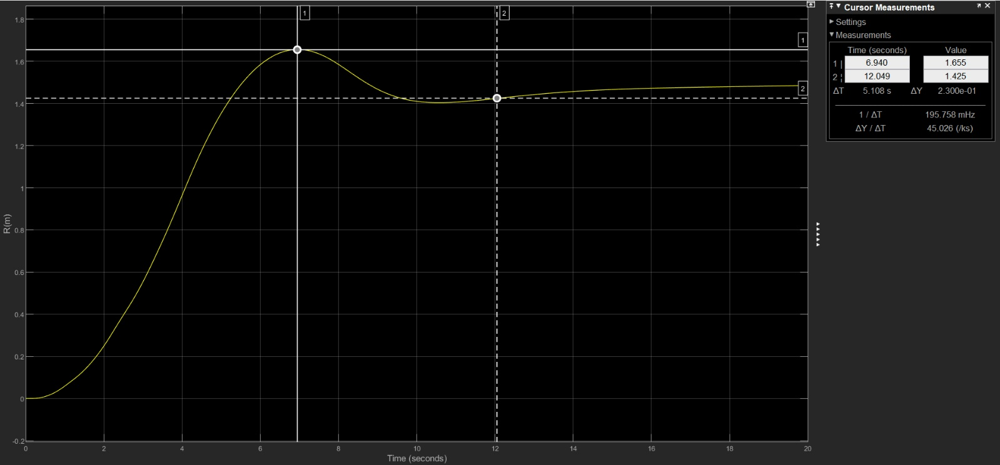 1
2
Cursor Measurements
Settings
Measurements
Time (seconds) Value
1 | 6.940 1.655
2 ¦ 12.049 1.425
ΔT 5.108 s ΔY 2.300e-01
1 / ΔT 195.758 mHz
ΔY / ΔT 45.026 (/ks)
1.8
1
1.6
2
1.4
1.2
1
R(m)
0.8
0.6
0.4
0.2
0
-0.2
0 2 4 6 8 10 12 14 16 18 20
Time (seconds)